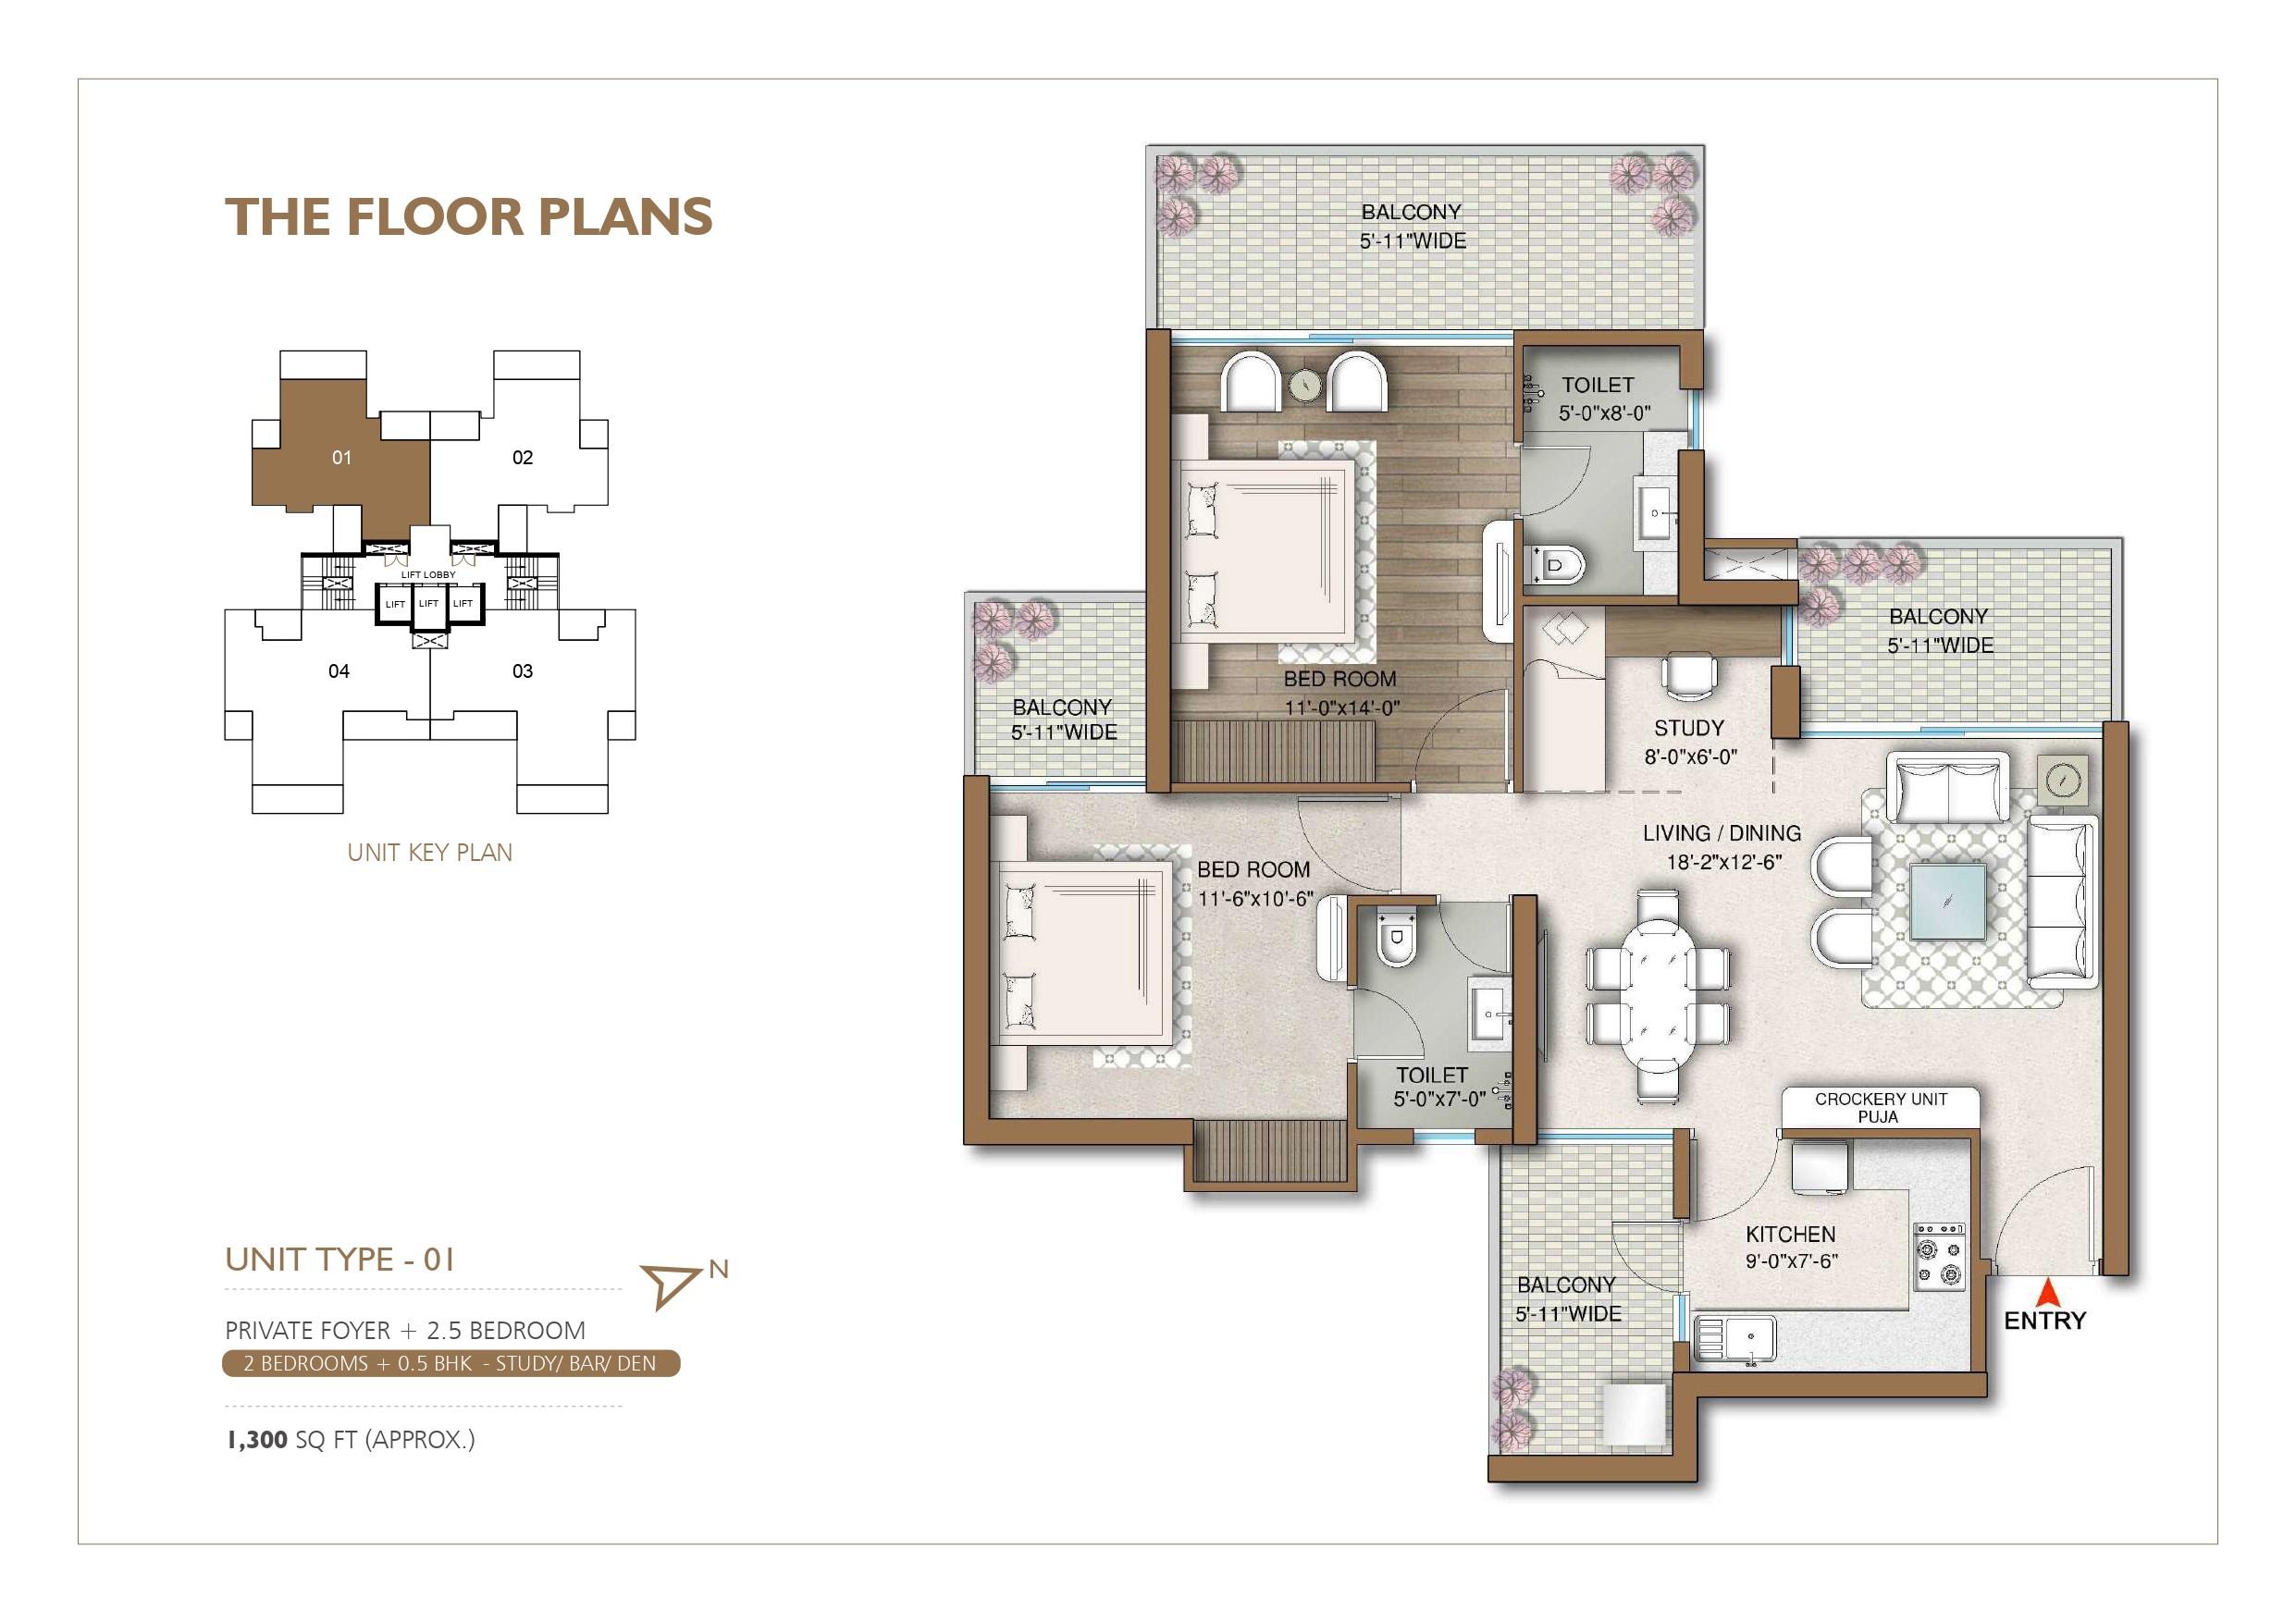 THE FLOOR PLANS
01
02
LIFT LOBBY
LIFT
LIFT
LIFT
04
03
UNIT KEY PLAN
UNIT TYPE - 01
N
PRIVATE FOYER + 2.5 BEDROOM
2 BEDROOMS + 0.5 BHK - STUDY/ BAR/ DEN
1,300 SQ FT (APPROX.)
BALCONY
5'-11"WIDE
TOILET
5'-0"x8'-0"
BALCONY
5'-11"WIDE
BED ROOM
11'-0"x14'-0"
BALCONY
5'-11"WIDE
STUDY
8'-0"x6'-0"
LIVING / DINING
18'-2"x12'-6"
BED ROOM
11'-6"x10'-6"
TOILET
5'-0"x7'-0"
CROCKERY UNIT
PUJA
KITCHEN
9'-0"x7'-6"
BALCONY
5'-11"WIDE
ENTRY